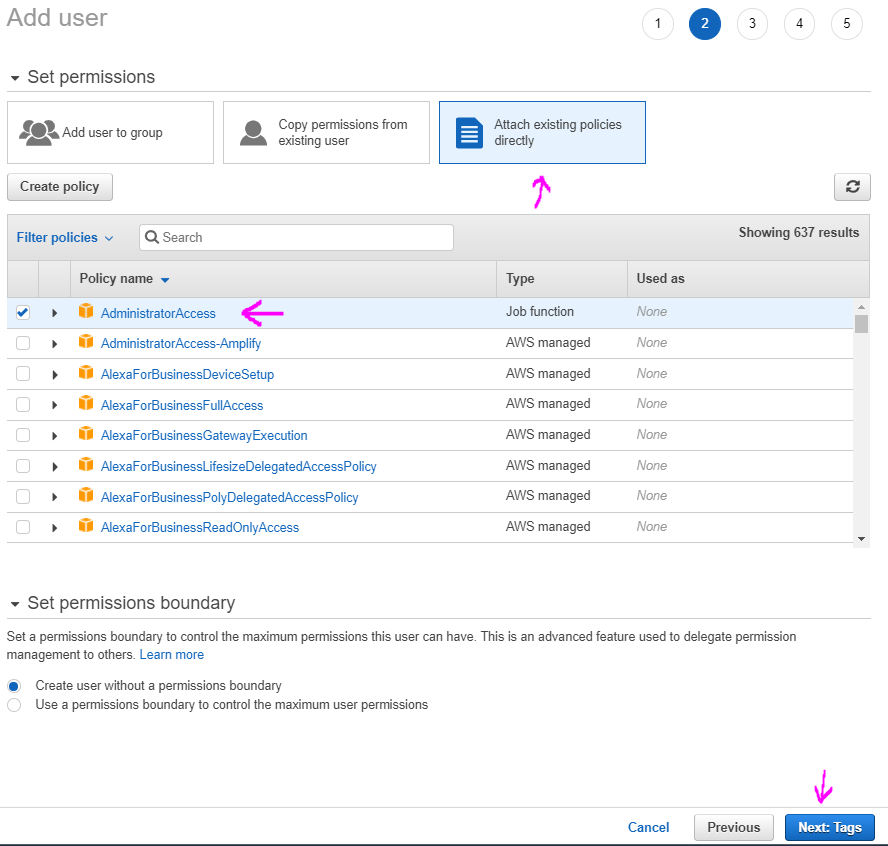 Add user
1 2 3 4 5
Set permissions
Add user to group
Copy permissions from
existing user
Attach existing policies
directly
Create policy
Filter policies
Search
Showing 637 results
Policy name Type Used as
AdministratorAccess Job function None
AdministratorAccess-Amplify AWS managed None
AlexaForBusinessDeviceSetup AWS managed None
AlexaForBusinessFullAccess AWS managed None
AlexaForBusinessGatewayExecution AWS managed None
AlexaForBusinessLifesizeDelegatedAccessPolicy AWS managed None
AlexaForBusinessPolyDelegatedAccessPolicy AWS managed None
AlexaForBusinessReadOnlyAccess AWS managed None
Set permissions boundary
Set a permissions boundary to control the maximum permissions this user can have. This is an advanced feature used to delegate permission
management to others. Learn more
Create user without a permissions boundary
Use a permissions boundary to control the maximum user permissions
Cancel Previous Next: Tags